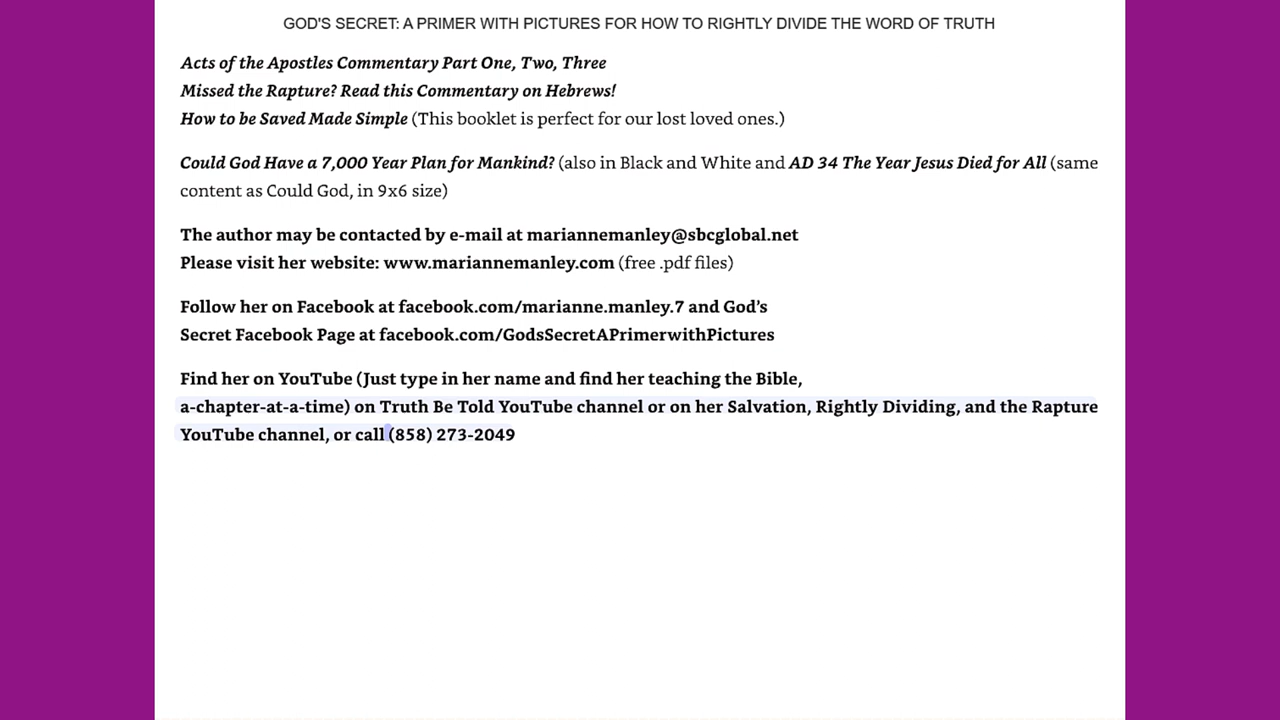 GOD'S SECRET: A PRIMER WITH PICTURES FOR HOW TO RIGHTLY DIVIDE THE WORD OF TRUTH
Acts of the Apostles Commentary Part One, Two, Three
Missed the Rapture? Read this Commentary on Hebrews!
How to be Saved Made Simple (This booklet is perfect for our lost loved ones.)
Could God Have a 7,000 Year Plan for Mankind? (also in Black and White and AD 34 The Year Jesus Died for All (same
content as Could God, in 9x6 size)
The author may be contacted by e-mail at mariannemanley@sbcglobal.net
Please visit her website: www.mariannemanley.com (free .pdf files)
Follow her on Facebook at facebook.com/marianne.manley.7 and God’s
Secret Facebook Page at facebook.com/GodsSecretAPrimerwithPictures
Find her on YouTube (Just type in her name and find her teaching the Bible,
a-chapter-at-a-time) on Truth Be Told YouTube channel or on her Salvation, Rightly Dividing, and the Rapture
YouTube channel, or call (858) 273-2049